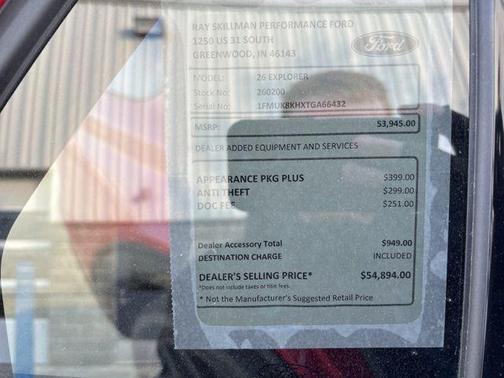 RAY SKILLMAN PERFORMANCE FORD
1250 US 31 SOUTH
GREENWOOD, IN 46143
Ford
MODEL: 26 EXPLORER
Stock No: 260200
Serial No: 1FMUK8KHXTGA66432
MSRP: 53,945.00
DEALER ADDED EQUIPMENT AND SERVICES
APPEARANCE PKG PLUS $399.00
ANTI THEFT $299.00
DOC FEE $251.00
Dealer Accessory Total $949.00
DESTINATION CHARGE INCLUDED
DEALER'S SELLING PRICE* $54,894.00
*Does not include taxes or title fees.
* Not the Manufacturer's Suggested Retail Price